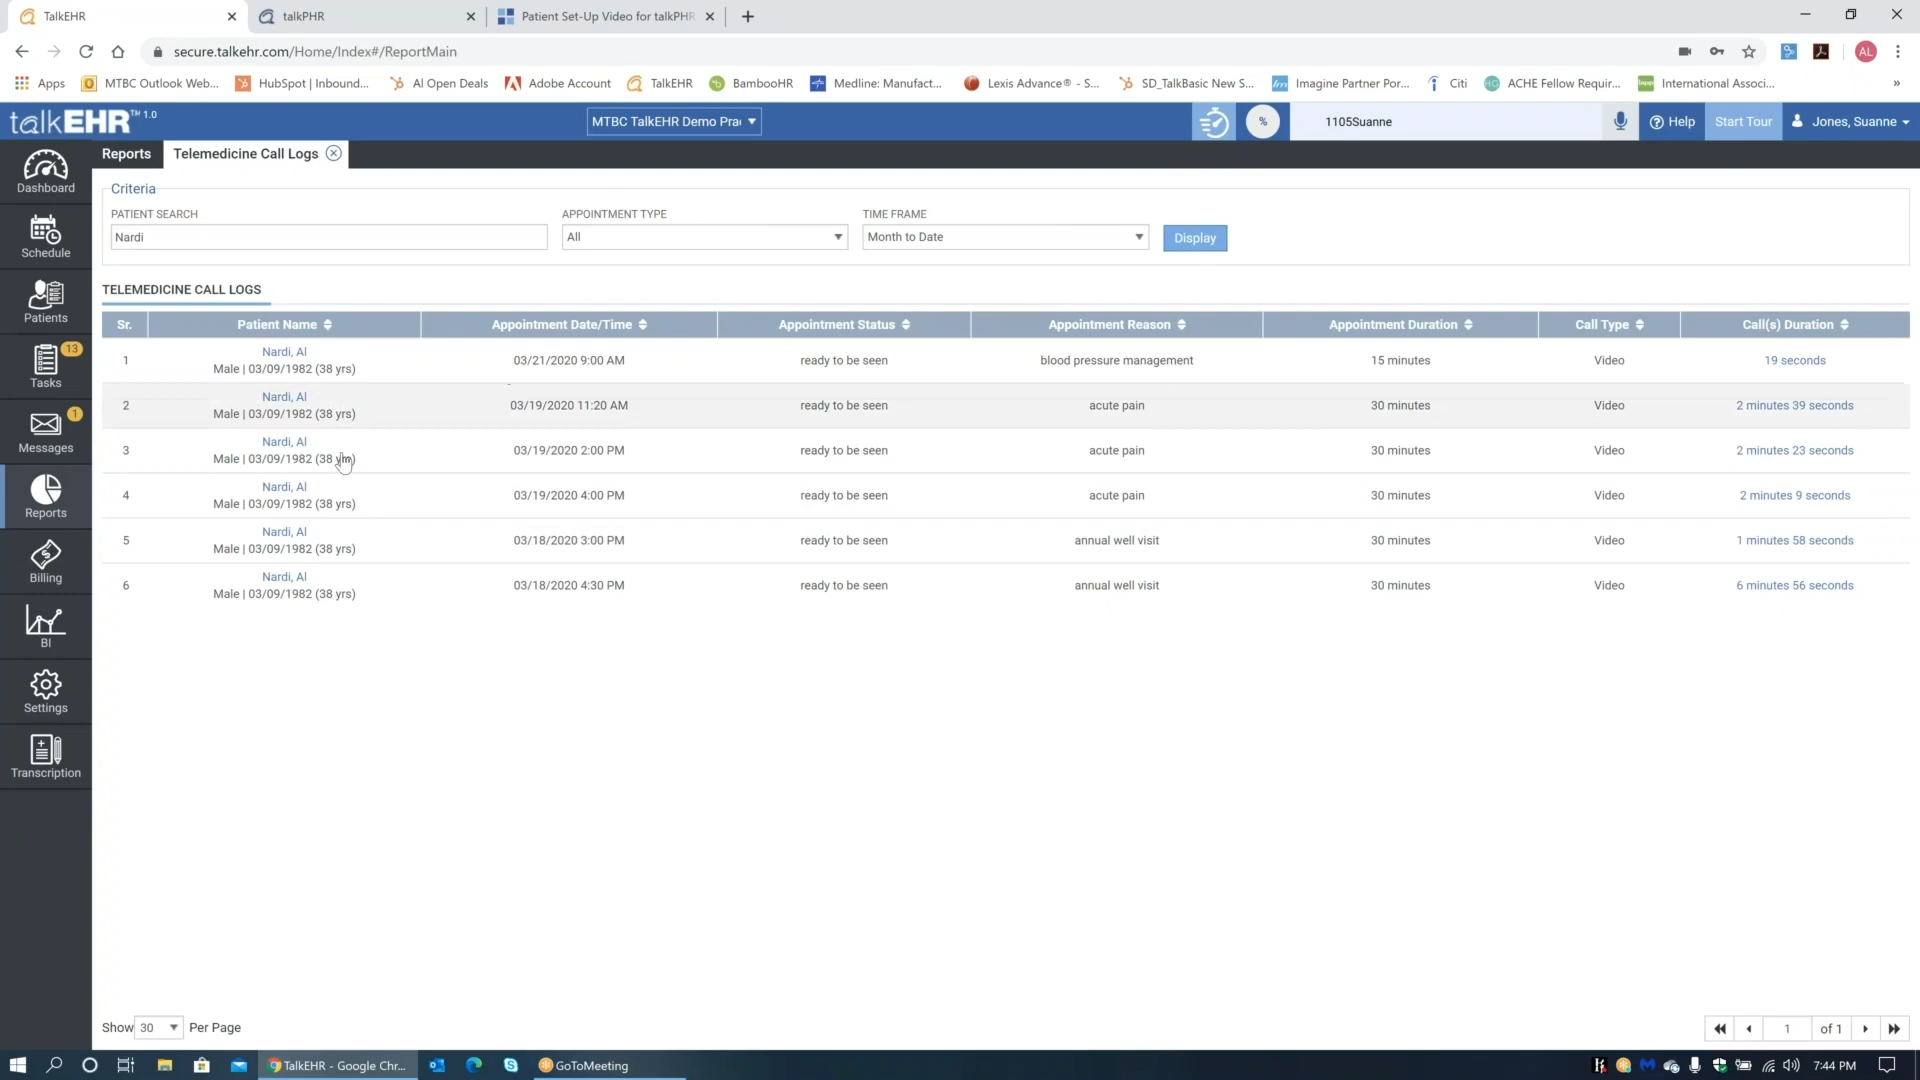 TalkEHR
talkPHR
Patient Set-Up Video for talkPHR
secure.talkehr.com/Home/Index#/ReportMain
AL
Apps
MTBC Outlook Web...
HubSpot | Inbound...
Al Open Deals
Adobe Account
TalkEHR
BambooHR
Medline: Manufact...
Lexis Advance® - S...
SD_TalkBasic New S...
Imagine Partner Por...
Citi
ACHE Fellow Requir...
International Associ...
»
talkEHR™ 1.0
MTBC TalkEHR Demo Prac
%
1105Suanne
Help
Start Tour
Jones, Suanne
Dashboard
Schedule
Patients
13
Tasks
1
Messages
Reports
Billing
BI
Settings
Transcription
Reports
Telemedicine Call Logs
Criteria
PATIENT SEARCH APPOINTMENT TYPE TIME FRAME
Nardi All Month to Date Display
TELEMEDICINE CALL LOGS
Sr. Patient Name Appointment Date/Time Appointment Status Appointment Reason Appointment Duration Call Type Call(s) Duration
1 Nardi, Al 03/21/2020 9:00 AM ready to be seen blood pressure management 15 minutes Video 19 seconds
Male | 03/09/1982 (38 yrs)
2 Nardi, Al 03/19/2020 11:20 AM ready to be seen acute pain 30 minutes Video 2 minutes 39 seconds
Male | 03/09/1982 (38 yrs)
3 Nardi, Al 03/19/2020 2:00 PM ready to be seen acute pain 30 minutes Video 2 minutes 23 seconds
Male | 03/09/1982 (38
4 Nardi, Al 03/19/2020 4:00 PM ready to be seen acute pain 30 minutes Video 2 minutes 9 seconds
Male | 03/09/1982 (38 yrs)
5 Nardi, Al 03/18/2020 3:00 PM ready to be seen annual well visit 30 minutes Video 1 minutes 58 seconds
Male | 03/09/1982 (38 yrs)
6 Nardi, Al 03/18/2020 4:30 PM ready to be seen annual well visit 30 minutes Video 6 minutes 56 seconds
Male | 03/09/1982 (38 yrs)
Show 30 Per Page
1 of 1
TalkEHR - Google Chr...
GoToMeeting
7:44 PM